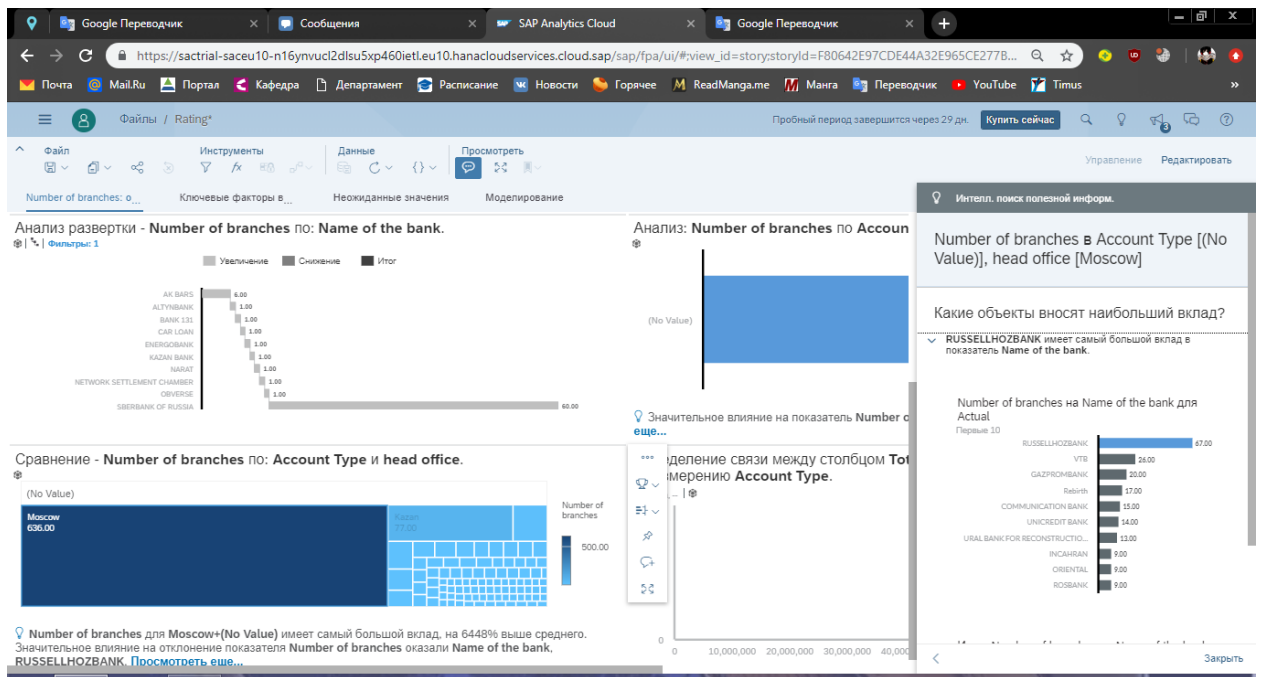 Google Переводчик
Сообщения
SAP Analytics Cloud
Google Переводчик
https://sactrial-saceu10-n16ynvucl2dlsu5xp460ietl.eu10.hanacloudservices.cloud.sap/sap/fpa/ui/#;view_id=story;storyId=F80642E97CDE44A32E965CE277B...
Почта
Mail.Ru
Портал
Кафедра
Департамент
Расписание
Новости
Горячее
ReadManga.me
Манга
Переводчик
YouTube
Timus
»
Файлы / Rating*
Пробный период завершится через 29 дн.
Купить сейчас
3
Файл
Инструменты
Данные
Просмотреть
Управление
Редактировать
Number of branches: o...
Ключевые факторы в...
Неожиданные значения
Моделирование
Анализ развертки - Number of branches по: Name of the bank.
Фильтры: 1
Увеличение
Снижение
Итог
AK BARS 6.00
ALTYNBANK 1.00
BANK 131 1.00
CAR LOAN 1.00
ENERGOBANK 1.00
KAZAN BANK 1.00
NARAT 1.00
NETWORK SETTLEMENT CHAMBER 1.00
OBVERSE 1.00
SBERBANK OF RUSSIA 60.00
Анализ: Number of branches по Accoun
(No Value)
Значительное влияние на показатель Number o
еще...
Сравнение - Number of branches по: Account Type и head office.
(No Value)
Moscow
636.00
Kazan
77.00
Number of
branches
500.00
Number of branches для Moscow+(No Value) имеет самый большой вклад, на 6448% выше среднего.
Значительное влияние на отклонение показателя Number of branches оказали Name of the bank,
RUSSELLHOZBANK. Просмотреть еще...
еделение связи между столбцом Tot
змерению Account Type.
0
0
10,000,000
20,000,000
30,000,000
40,000
Интелл. поиск полезной информ.
Number of branches в Account Type [(No
Value)], head office [Moscow]
Какие объекты вносят наибольший вклад?
RUSSELLHOZBANK имеет самый большой вклад в
показатель Name of the bank.
Number of branches на Name of the bank для
Actual
Первые 10
RUSSELLHOZBANK 67.00
VTB 26.00
GAZPROMBANK 20.00
Rebirth 17.00
COMMUNICATION BANK 15.00
UNICREDIT BANK 14.00
URAL BANK FOR RECONSTRUCTIO... 13.00
INCAHRAN 9.00
ORIENTAL 9.00
ROSBANK 9.00
Закрыть